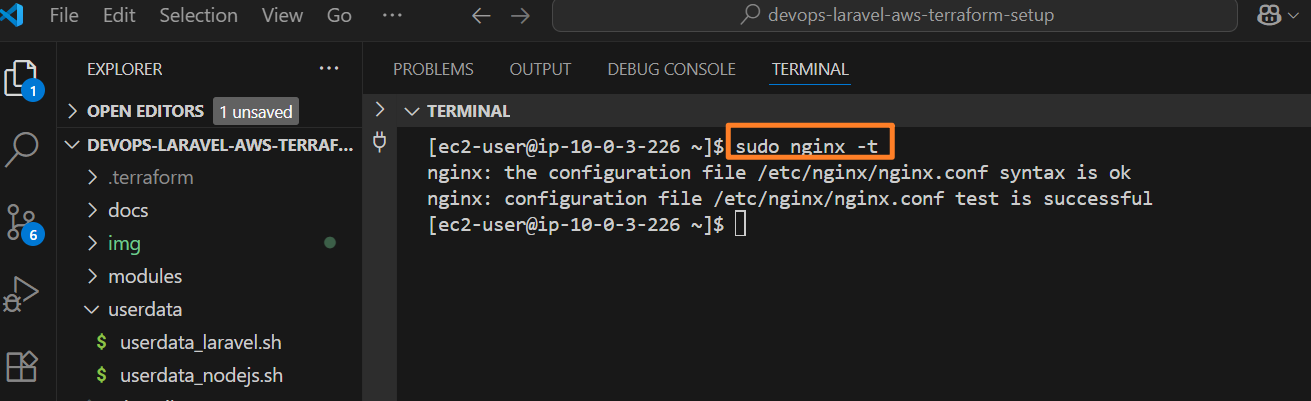 File Edit Selection View Go ··· devops-laravel-aws-terraform-setup
EXPLORER ··· PROBLEMS OUTPUT DEBUG CONSOLE TERMINAL
1
OPEN EDITORS 1 unsaved
DEVOPS-LARAVEL-AWS-TERRAF...
.terraform
docs
6
img
modules
userdata
$ userdata_laravel.sh
$ userdata_nodejs.sh
TERMINAL
[ec2-user@ip-10-0-3-226 ~]$ sudo nginx -t
nginx: the configuration file /etc/nginx/nginx.conf syntax is ok
nginx: configuration file /etc/nginx/nginx.conf test is successful
[ec2-user@ip-10-0-3-226 ~]$